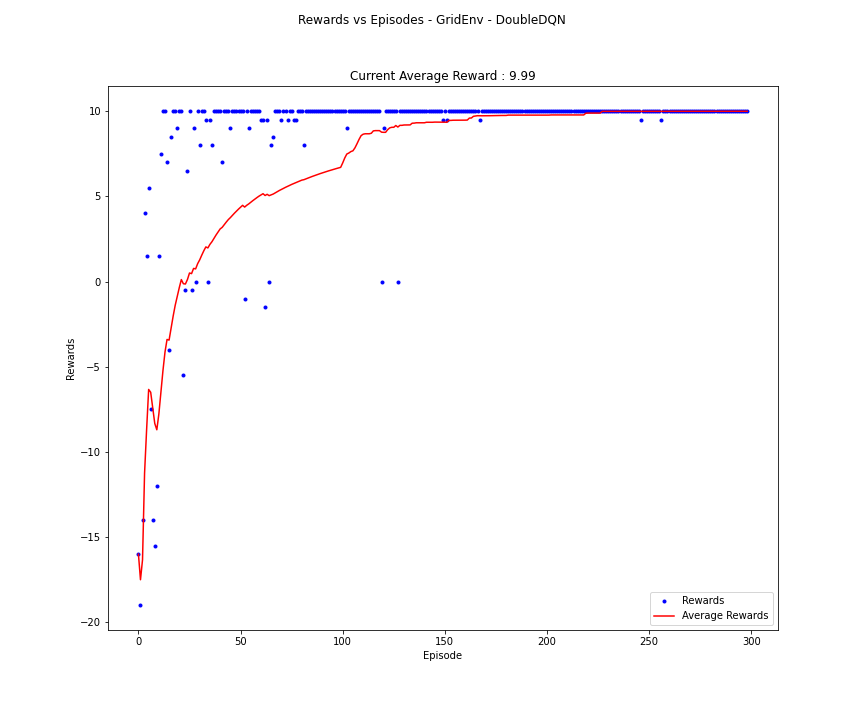 Rewards vs Episodes - GridEnv - DoubleDQN
Current Average Reward : 9.99
10
5
0
−5
−10
−15
−20
Rewards
0 50 100 150 200 250 300
Episode
Rewards
Average Rewards